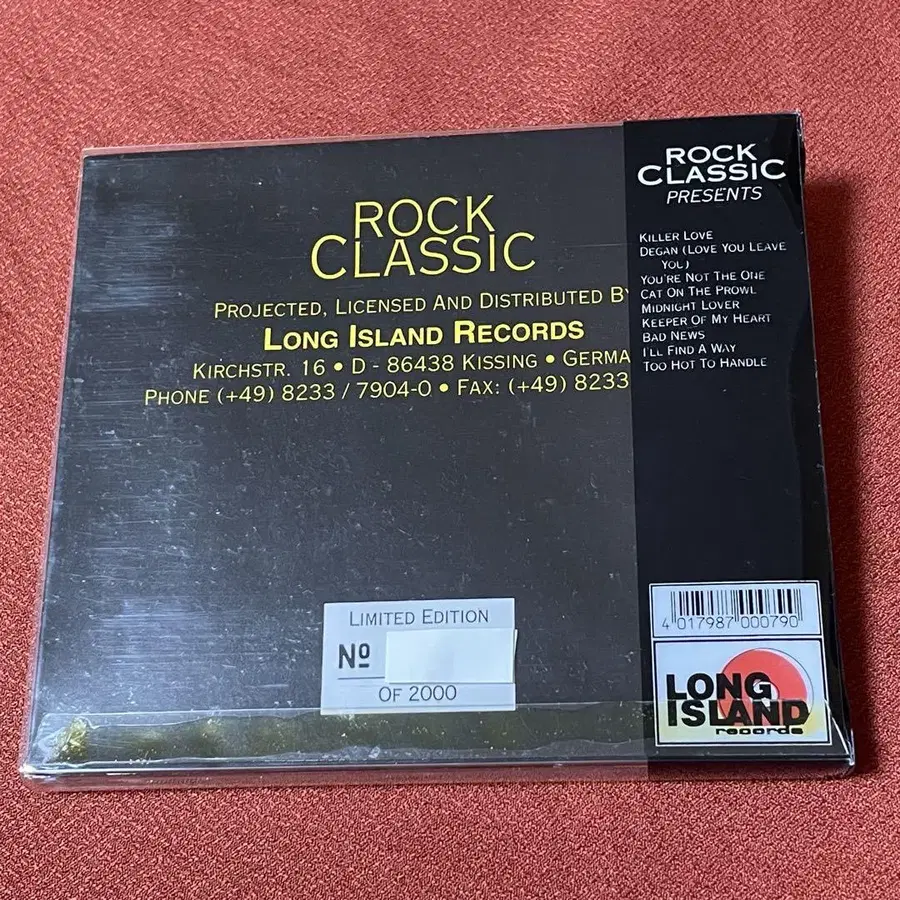 ROCK
CLASSIC
PROJECTED, LICENSED AND DISTRIBUTED BY
LONG ISLAND RECORDS
KIRCHSTR. 16 • D - 86438 KISSING • GERMA
PHONE (+49) 8233 / 7904-0 • FAX: (+49) 8233
LIMITED EDITION
Nº
OF 2000
ROCK
CLASSIC
PRESENTS
KILLER LOVE
DEGAN (LOVE YOU LEAVE
YOU)
YOU'RE NOT THE ONE
CAT ON THE PROWL
MIDNIGHT LOVER
KEEPER OF MY HEART
BAD NEWS
I'LL FIND A WAY
TOO HOT TO HANDLE
4 017987 000790
LONG
ISLAND
records